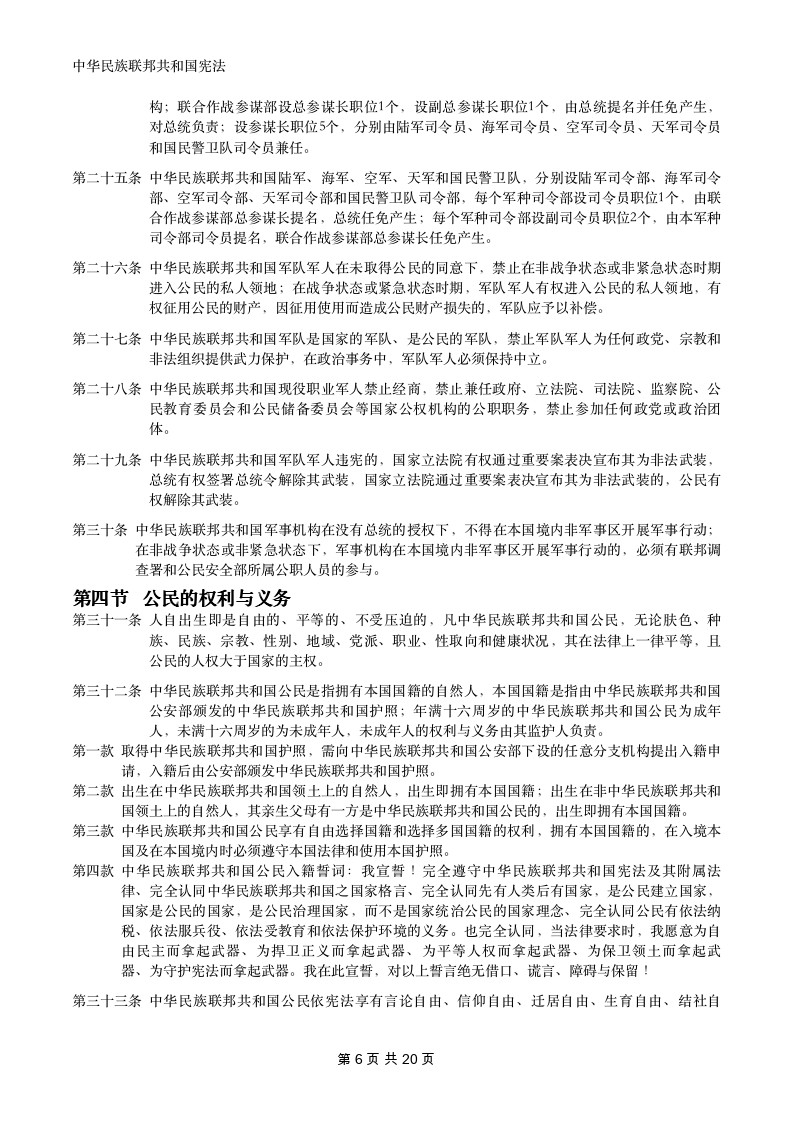 中华民族联邦共和国宪法
构；联合作战参谋部设总参谋长职位1个，设副总参谋长职位1个，由总统提名并任免产生，
对总统负责；设参谋长职位5个，分别由陆军司令员、海军司令员、空军司令员、天军司令员
和国民警卫队司令员兼任。
第二十五条 中华民族联邦共和国陆军、海军、空军、天军和国民警卫队，分别设陆军司令部、海军司令
部、空军司令部、天军司令部和国民警卫队司令部，每个军种司令部设司令员职位1个，由联
合作战参谋部总参谋长提名，总统任免产生；每个军种司令部设副司令员职位2个，由本军种
司令部司令员提名，联合作战参谋部总参谋长任免产生。
第二十六条 中华民族联邦共和国军队军人在未取得公民的同意下，禁止在非战争状态或非紧急状态时期
进入公民的私人领地；在战争状态或紧急状态时期，军队军人有权进入公民的私人领地，有
权征用公民的财产，因征用使用而造成公民财产损失的，军队应予以补偿。
第二十七条 中华民族联邦共和国军队是国家的军队、是公民的军队，禁止军队军人为任何政党、宗教和
非法组织提供武力保护，在政治事务中，军队军人必须保持中立。
第二十八条 中华民族联邦共和国现役职业军人禁止经商，禁止兼任政府、立法院、司法院、监察院、公
民教育委员会和公民储备委员会等国家公权机构的公职职务，禁止参加任何政党或政治团
体。
第二十九条 中华民族联邦共和国军队军人违宪的，国家立法院有权通过重要案表决宣布其为非法武装，
总统有权签署总统令解除其武装，国家立法院通过重要案表决宣布其为非法武装的，公民有
权解除其武装。
第三十条 中华民族联邦共和国军事机构在没有总统的授权下，不得在本国境内非军事区开展军事行动；
在非战争状态或非紧急状态下，军事机构在本国境内非军事区开展军事行动的，必须有联邦调
查署和公民安全部所属公职人员的参与。
第四节 公民的权利与义务
第三十一条 人自出生即是自由的、平等的、不受压迫的，凡中华民族联邦共和国公民，无论肤色、种
族、民族、宗教、性别、地域、党派、职业、性取向和健康状况，其在法律上一律平等，且
公民的人权大于国家的主权。
第三十二条 中华民族联邦共和国公民是指拥有本国国籍的自然人，本国国籍是指由中华民族联邦共和国
公安部颁发的中华民族联邦共和国护照；年满十六周岁的中华民族联邦共和国公民为成年
人，未满十六周岁的为未成年人，未成年人的权利与义务由其监护人负责。
第一款 取得中华民族联邦共和国护照，需向中华民族联邦共和国公安部下设的任意分支机构提出入籍申
请，入籍后由公安部颁发中华民族联邦共和国护照。
第二款 出生在中华民族联邦共和国领土上的自然人，出生即拥有本国国籍；出生在非中华民族联邦共和
国领土上的自然人，其亲生父母有一方是中华民族联邦共和国公民的，出生即拥有本国国籍。
第三款 中华民族联邦共和国公民享有自由选择国籍和选择多国国籍的权利，拥有本国国籍的，在入境本
国及在本国境内时必须遵守本国法律和使用本国护照。
第四款 中华民族联邦共和国公民入籍誓词：我宣誓！完全遵守中华民族联邦共和国宪法及其附属法
律、完全认同中华民族联邦共和国之国家格言、完全认同先有人类后有国家，是公民建立国家，
国家是公民的国家，是公民治理国家，而不是国家统治公民的国家理念、完全认同公民有依法纳
税、依法服兵役、依法受教育和依法保护环境的义务。也完全认同，当法律要求时，我愿意为自
由民主而拿起武器、为捍卫正义而拿起武器、为平等人权而拿起武器、为保卫领土而拿起武
器、为守护宪法而拿起武器。我在此宣誓，对以上誓言绝无借口、谎言、障碍与保留！
第三十三条 中华民族联邦共和国公民依宪法享有言论自由、信仰自由、迁居自由、生育自由、结社自
第 6 页 共 20 页